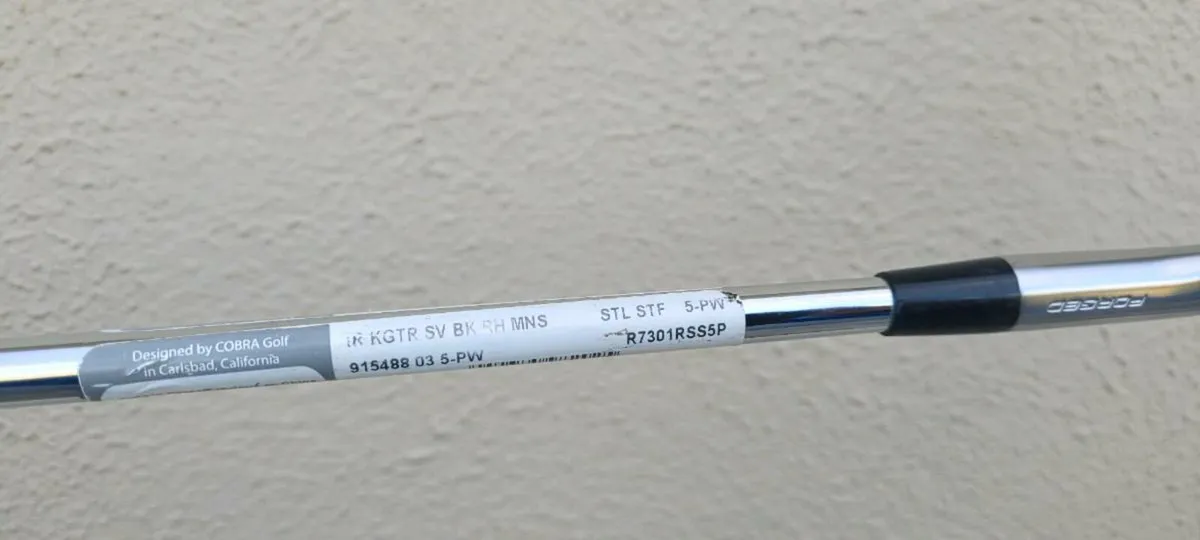 Designed by COBRA Golf
in Carlsbad, California
IR KGTR SV BK RH MNS
STL STF 5-PW
915488 03 5-PW
R7301RSS5P
FORGED